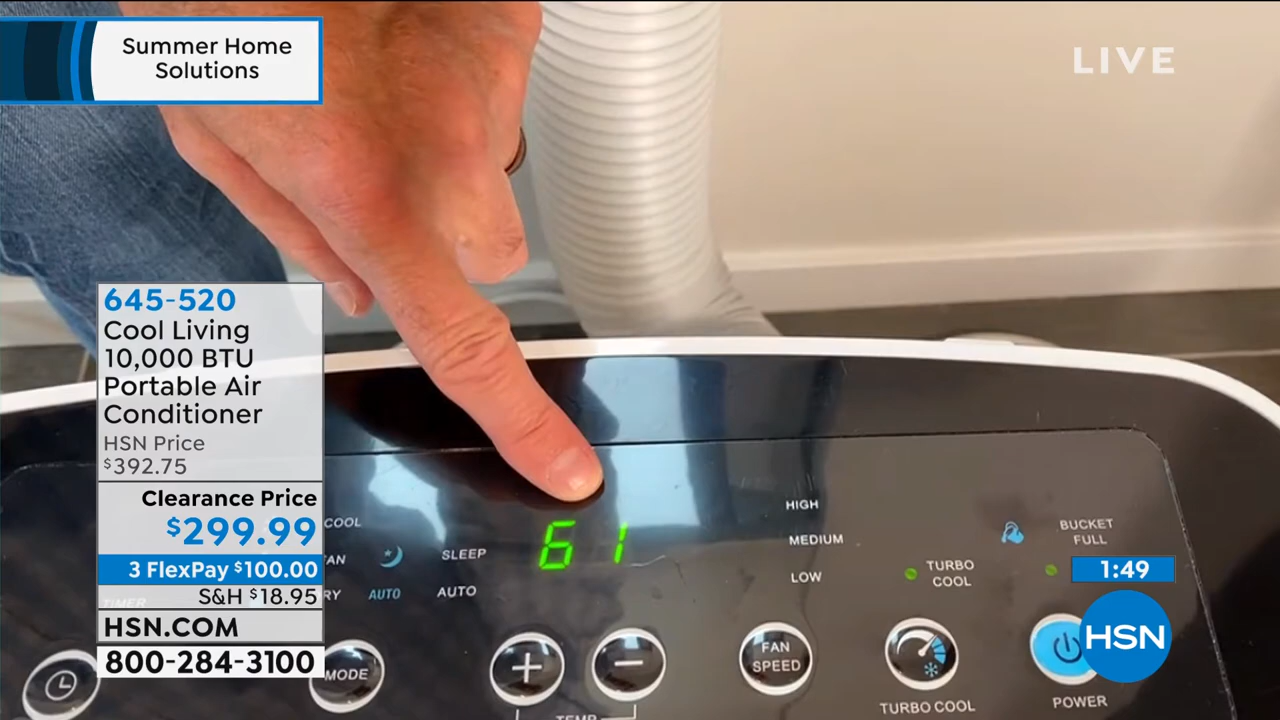 Summer Home
Solutions
LIVE
645-520
Cool Living
10,000 BTU
Portable Air
Conditioner
HSN Price
$392.75
Clearance Price
$299.99
3 FlexPay $100.00
S&H $18.95
HSN.COM
800-284-3100
COOL
SLEEP
AUTO
AUTO
TIMER
61
HIGH
MEDIUM
LOW
TURBO
COOL
BUCKET
FULL
1:49
HSN
MODE
+
−
TEMP
FAN
SPEED
TURBO COOL
POWER